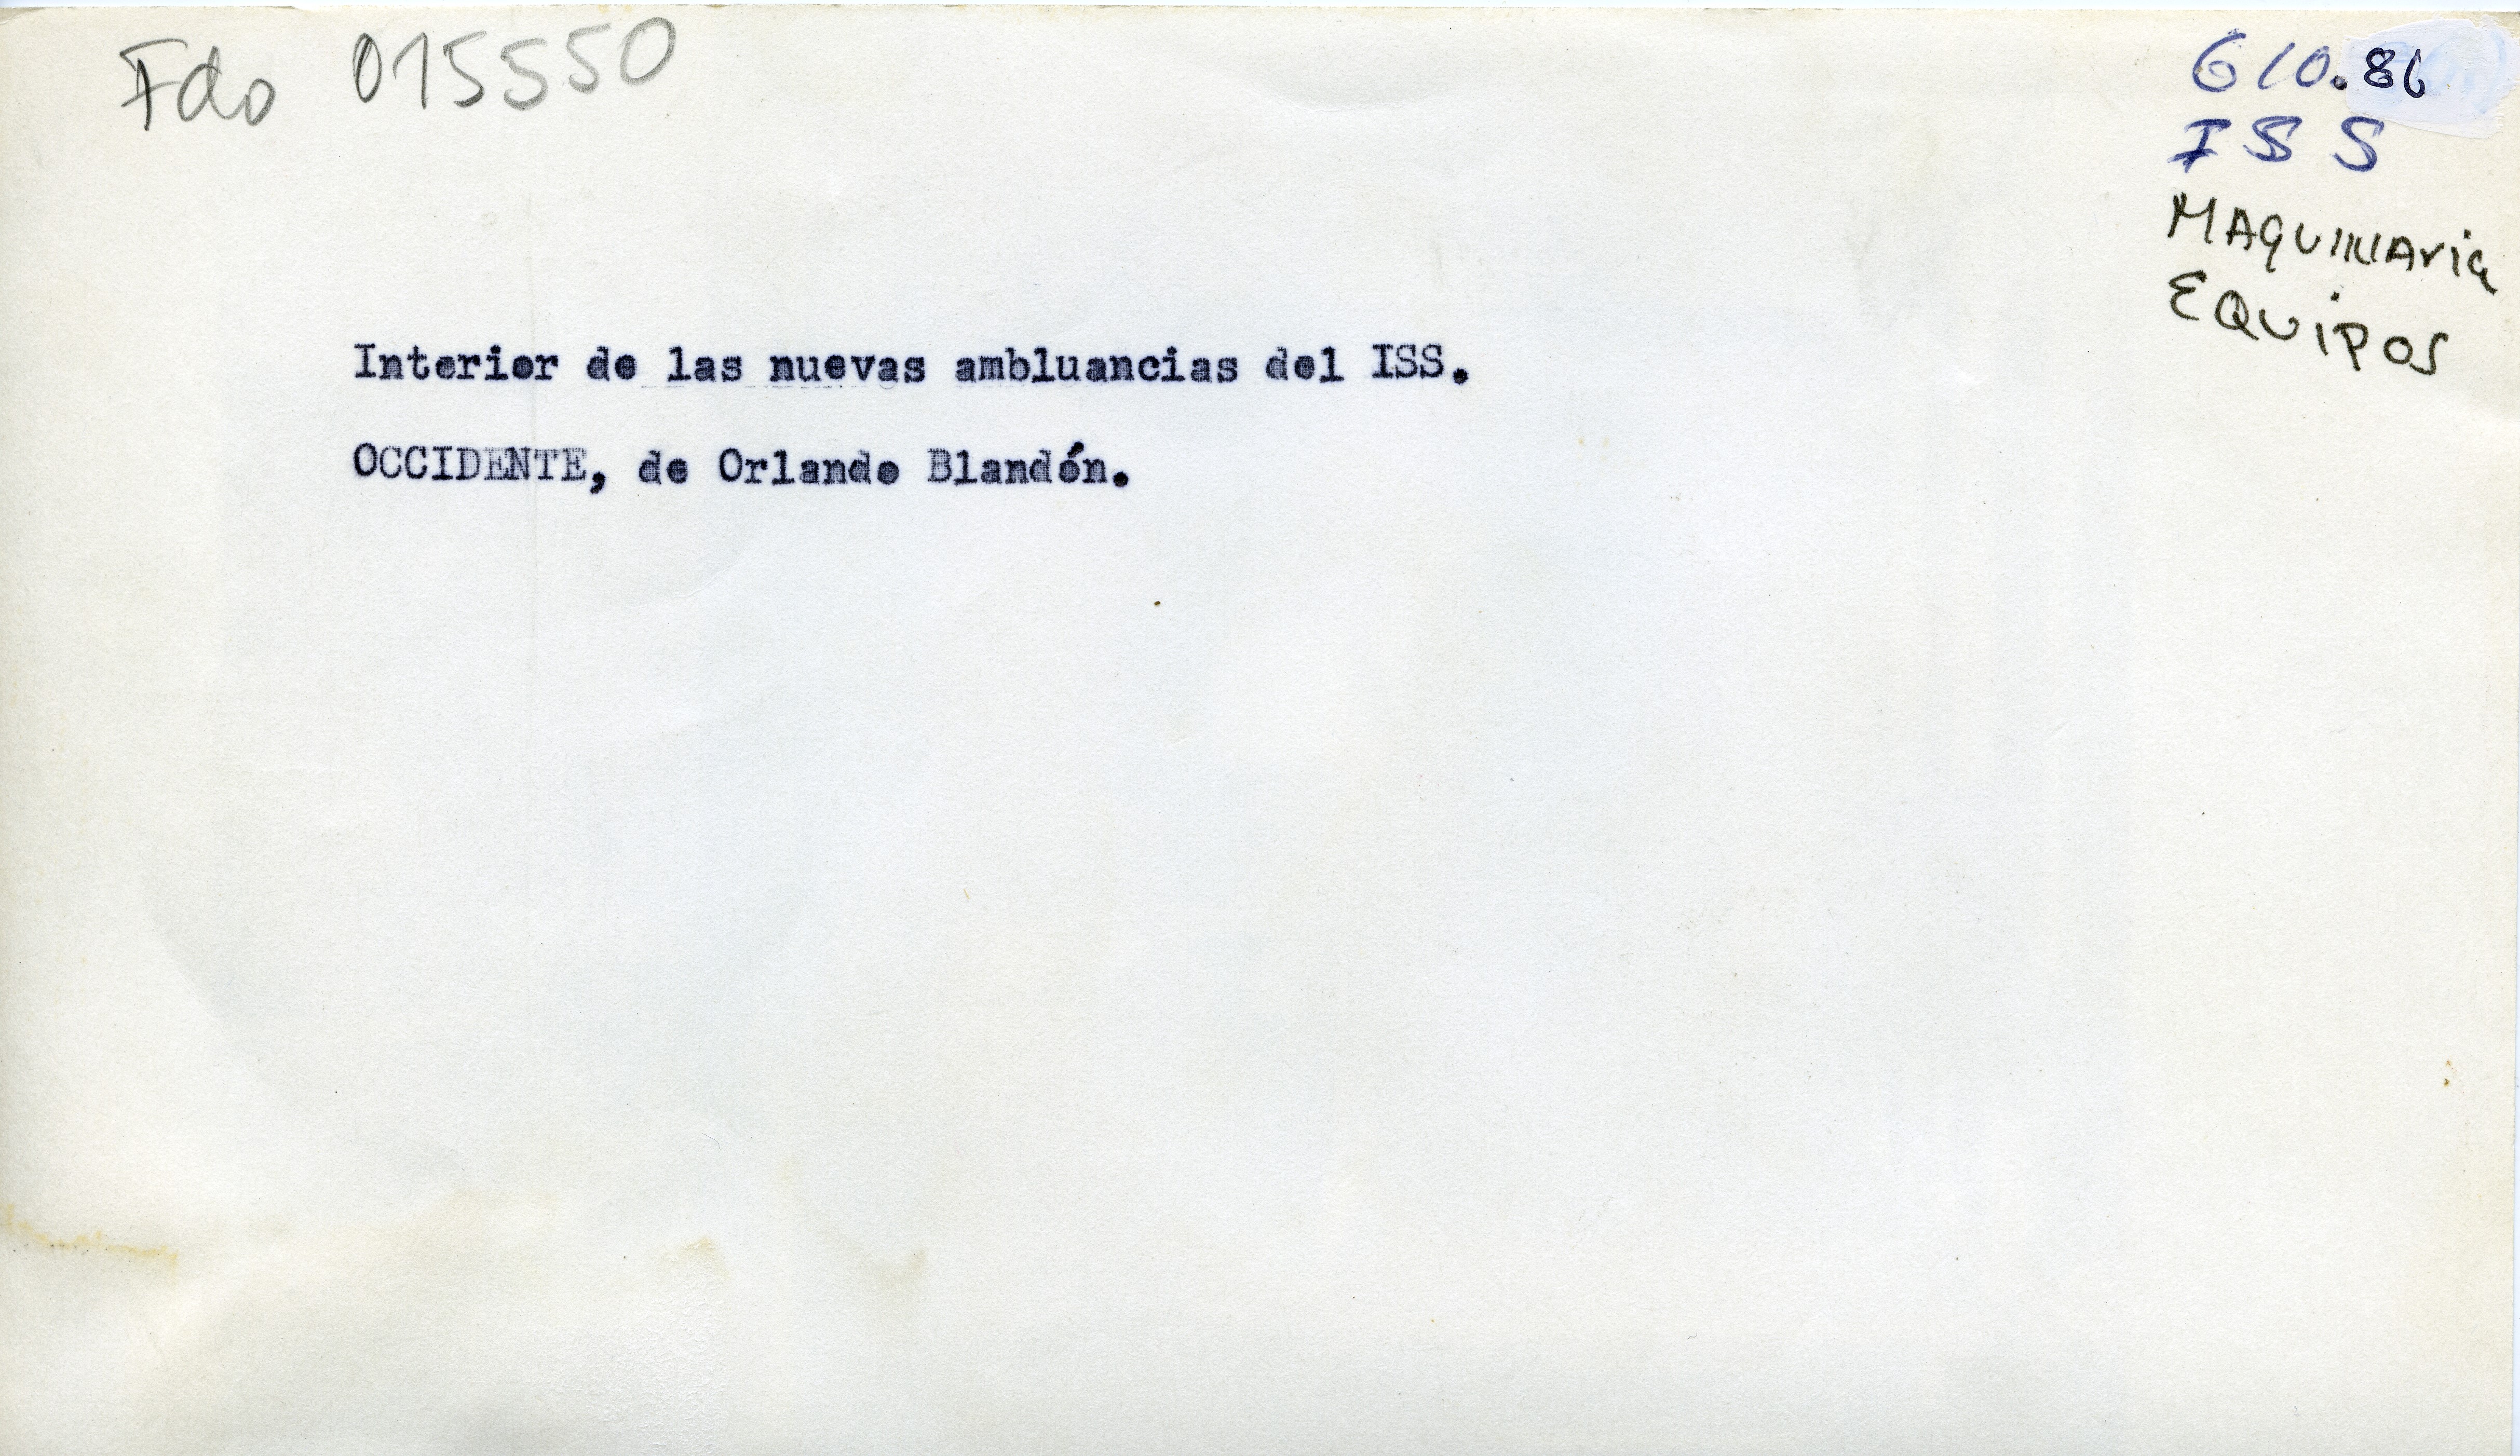 Fdo 015550
610.86
ISS
MAQUINAria
EQUiPOS
Interior de las nuevas ambluancias del ISS.
OCCIDENTE, de Orlando Blandón.